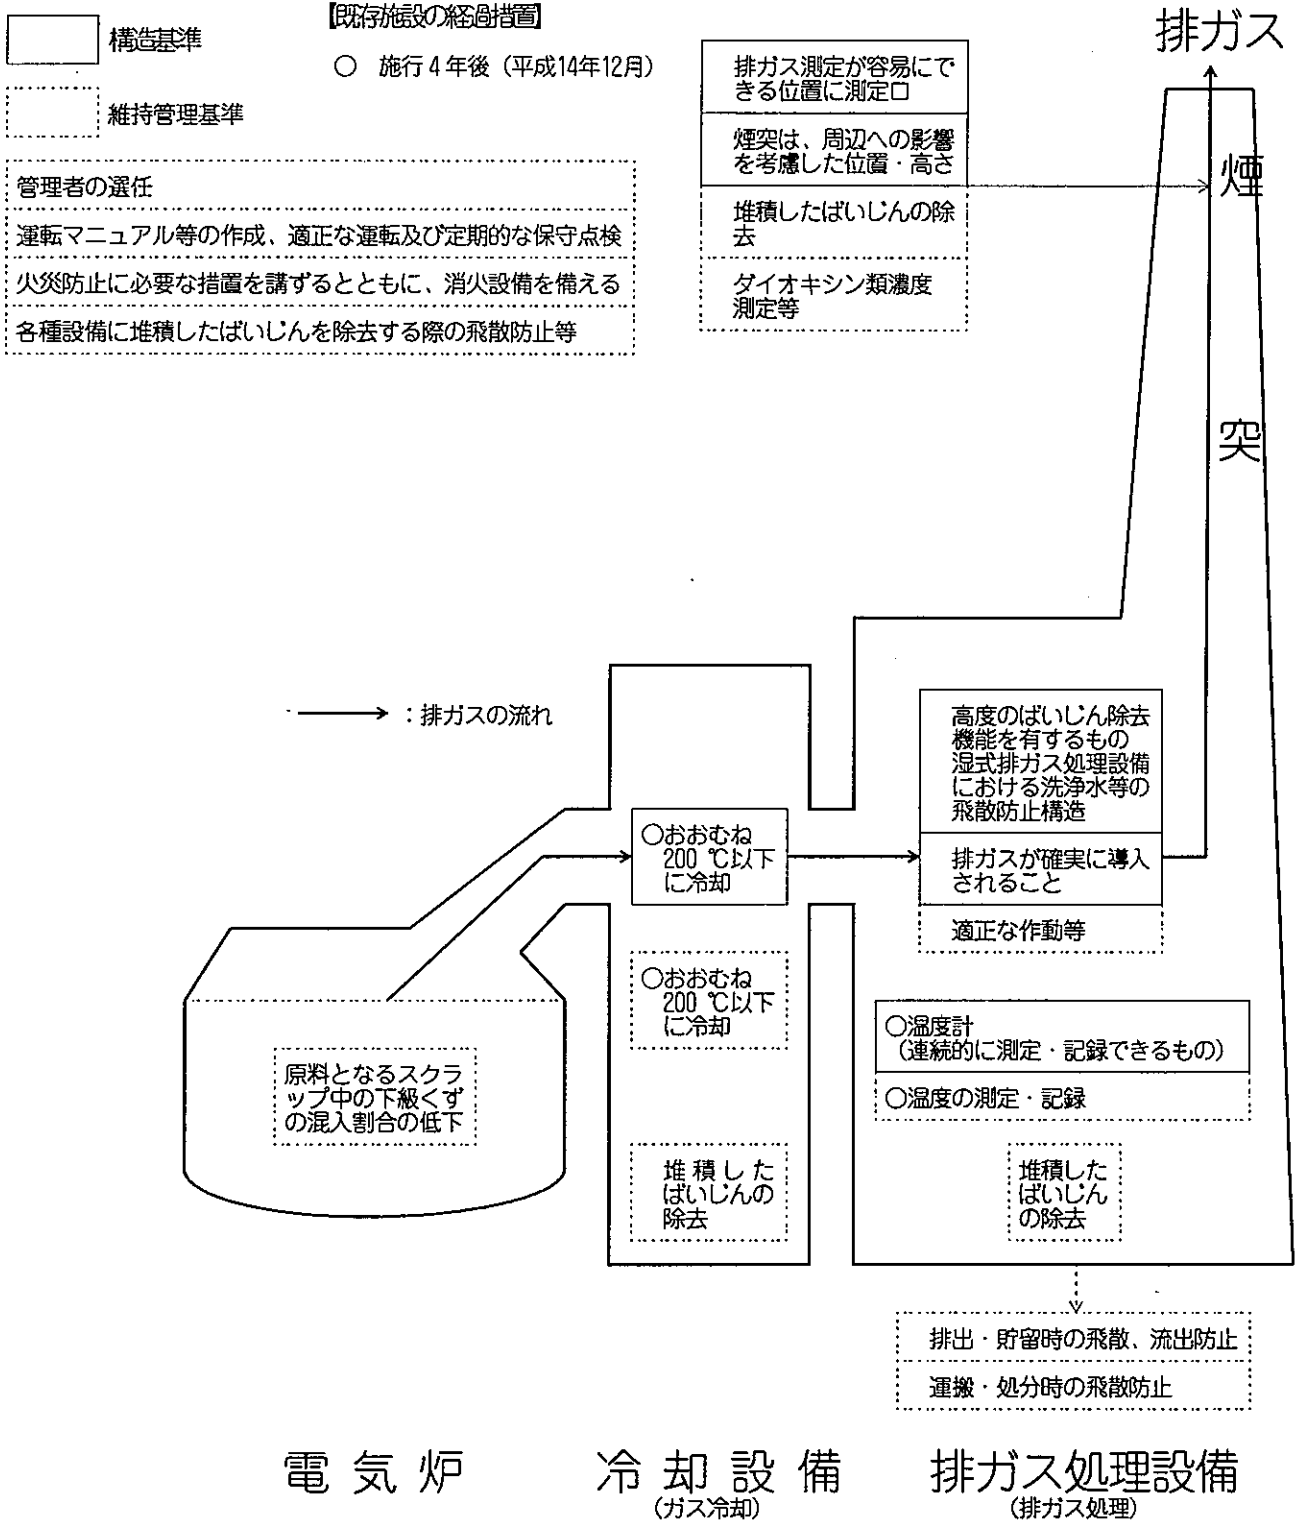 構造基準
維持管理基準
【既存施設の経過措置】
○ 施行4年後（平成14年12月）
管理者の選任
運転マニュアル等の作成、適正な運転及び定期的な保守点検
火災防止に必要な措置を講ずるとともに、消火設備を備える
各種設備に堆積したばいじんを除去する際の飛散防止等
排ガス測定が容易にで
きる位置に測定口
煙突は、周辺への影響
を考慮した位置・高さ
堆積したばいじんの除
去
ダイオキシン類濃度
測定等
排ガス
煙
突
：排ガスの流れ
高度のばいじん除去
機能を有するもの
湿式排ガス処理設備
における洗浄水等の
飛散防止構造
排ガスが確実に導入
されること
適正な作動等
○おおむね
200 ℃以下
に冷却
○おおむね
200 ℃以下
に冷却
堆積した
ばいじんの
除去
原料となるスクラ
ップ中の下級くず
の混入割合の低下
○温度計
（連続的に測定・記録できるもの）
○温度の測定・記録
堆積した
ばいじん
の除去
排出・貯留時の飛散、流出防止
運搬・処分時の飛散防止
電気炉
冷却設備
（ガス冷却）
排ガス処理設備
（排ガス処理）